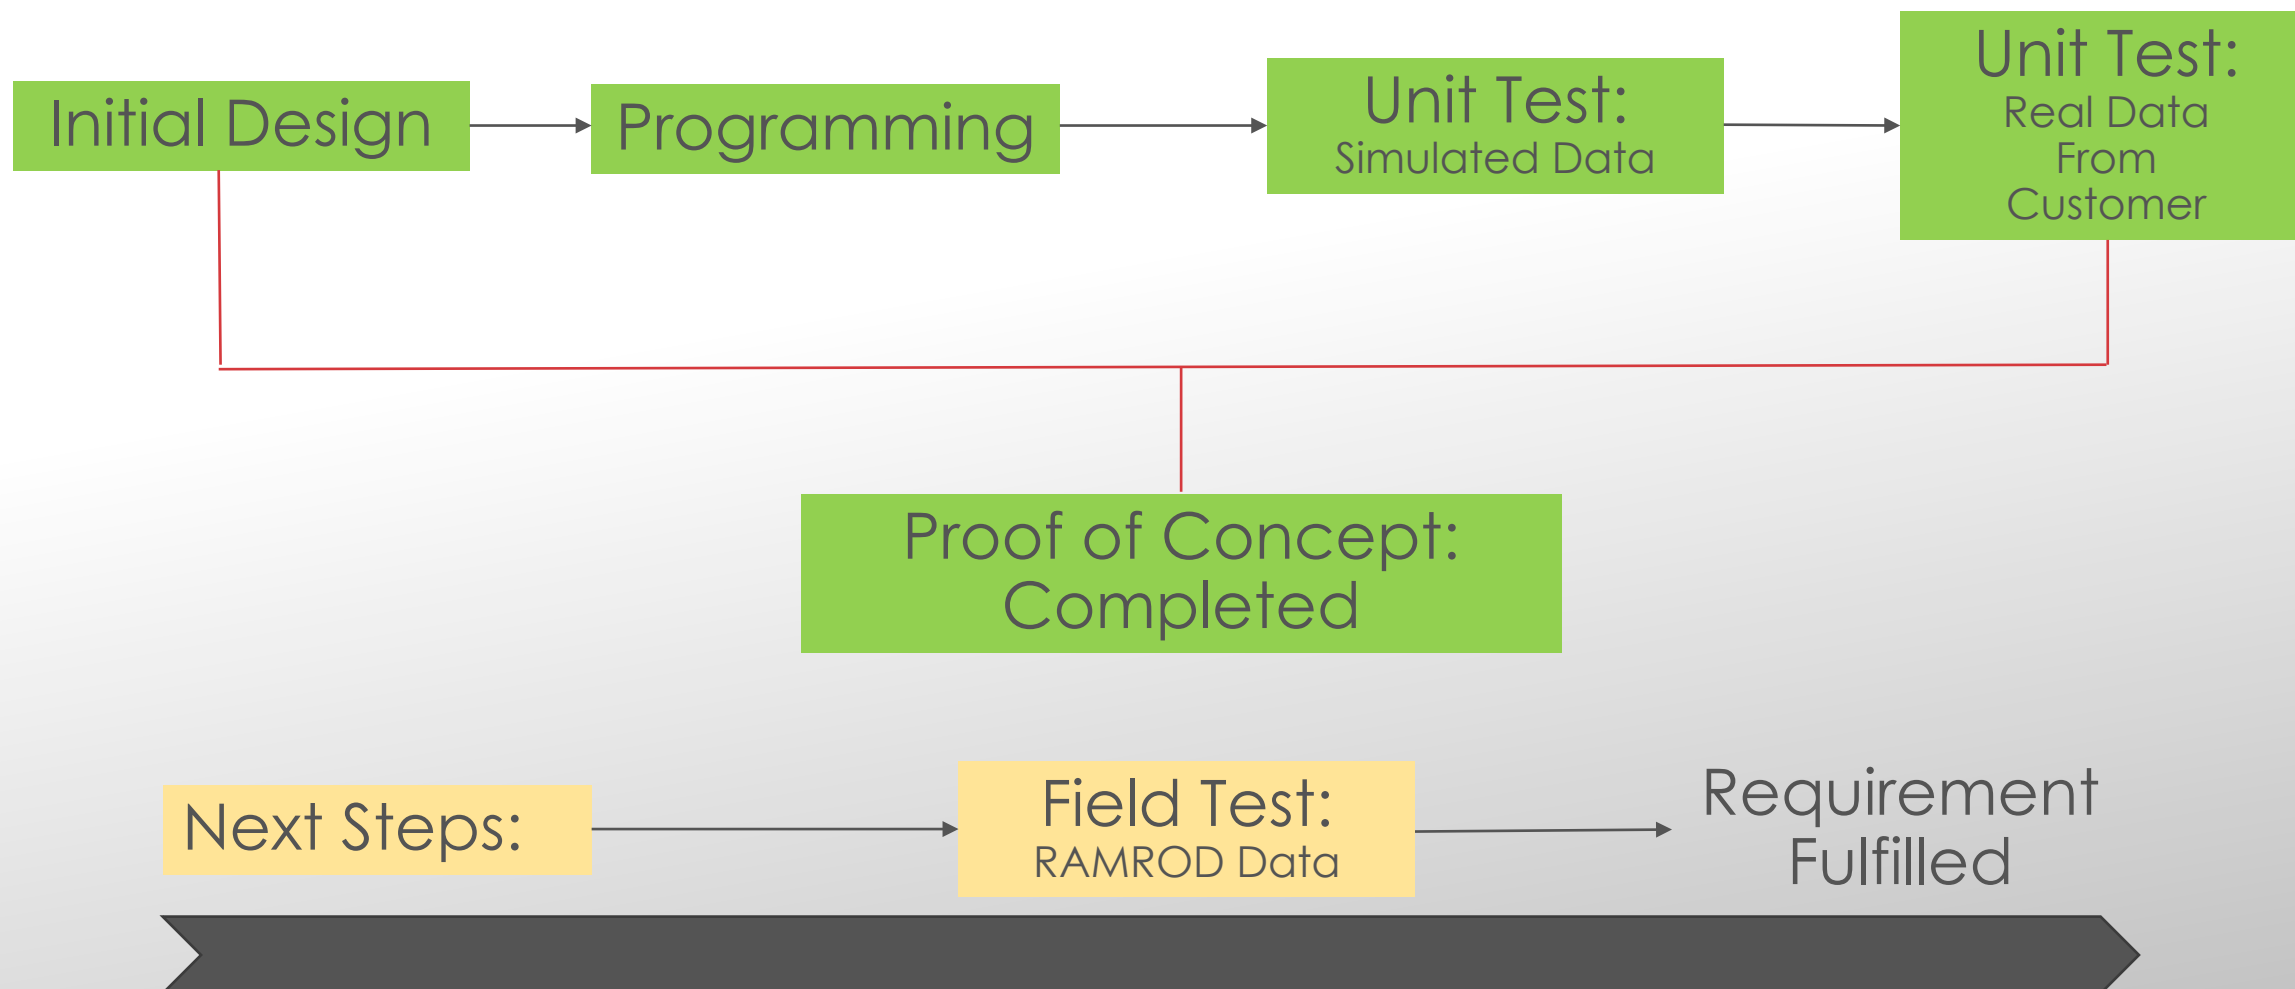 Initial Design
Programming
Unit Test:
Simulated Data
Unit Test:
Real Data
From
Customer
Proof of Concept:
Completed
Next Steps:
Field Test:
RAMROD Data
Requirement
Fulfilled